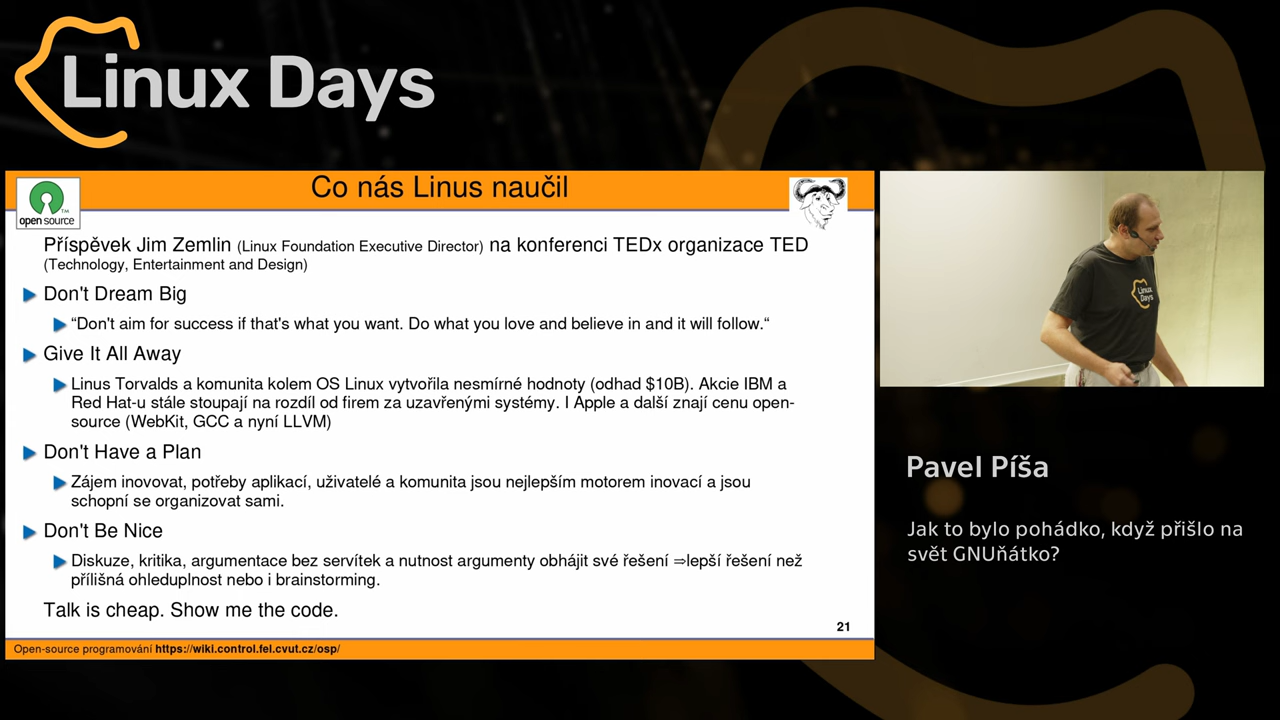 Linux Days
Co nás Linus naučil
open source
TM
Příspěvek Jim Zemlin (Linux Foundation Executive Director) na konferenci TEDx organizace TED
(Technology, Entertainment and Design)
Don't Dream Big
“Don't aim for success if that's what you want. Do what you love and believe in and it will follow.“
Give It All Away
Linus Torvalds a komunita kolem OS Linux vytvořila nesmírné hodnoty (odhad $10B). Akcie IBM a
Red Hat-u stále stoupají na rozdíl od firem za uzavřenými systémy. I Apple a další znají cenu open-
source (WebKit, GCC a nyní LLVM)
Don't Have a Plan
Zájem inovovat, potřeby aplikací, uživatelé a komunita jsou nejlepším motorem inovací a jsou
schopní se organizovat sami.
Don't Be Nice
Diskuze, kritika, argumentace bez servítek a nutnost argumenty obhájit své řešení ⇒lepší řešení než
přílišná ohleduplnost nebo i brainstorming.
Talk is cheap. Show me the code.
21
Open-source programování https://wiki.control.fel.cvut.cz/osp/
Linux
Days
Pavel Píša
Jak to bylo pohádko, když přišlo na
svět GNUňátko?